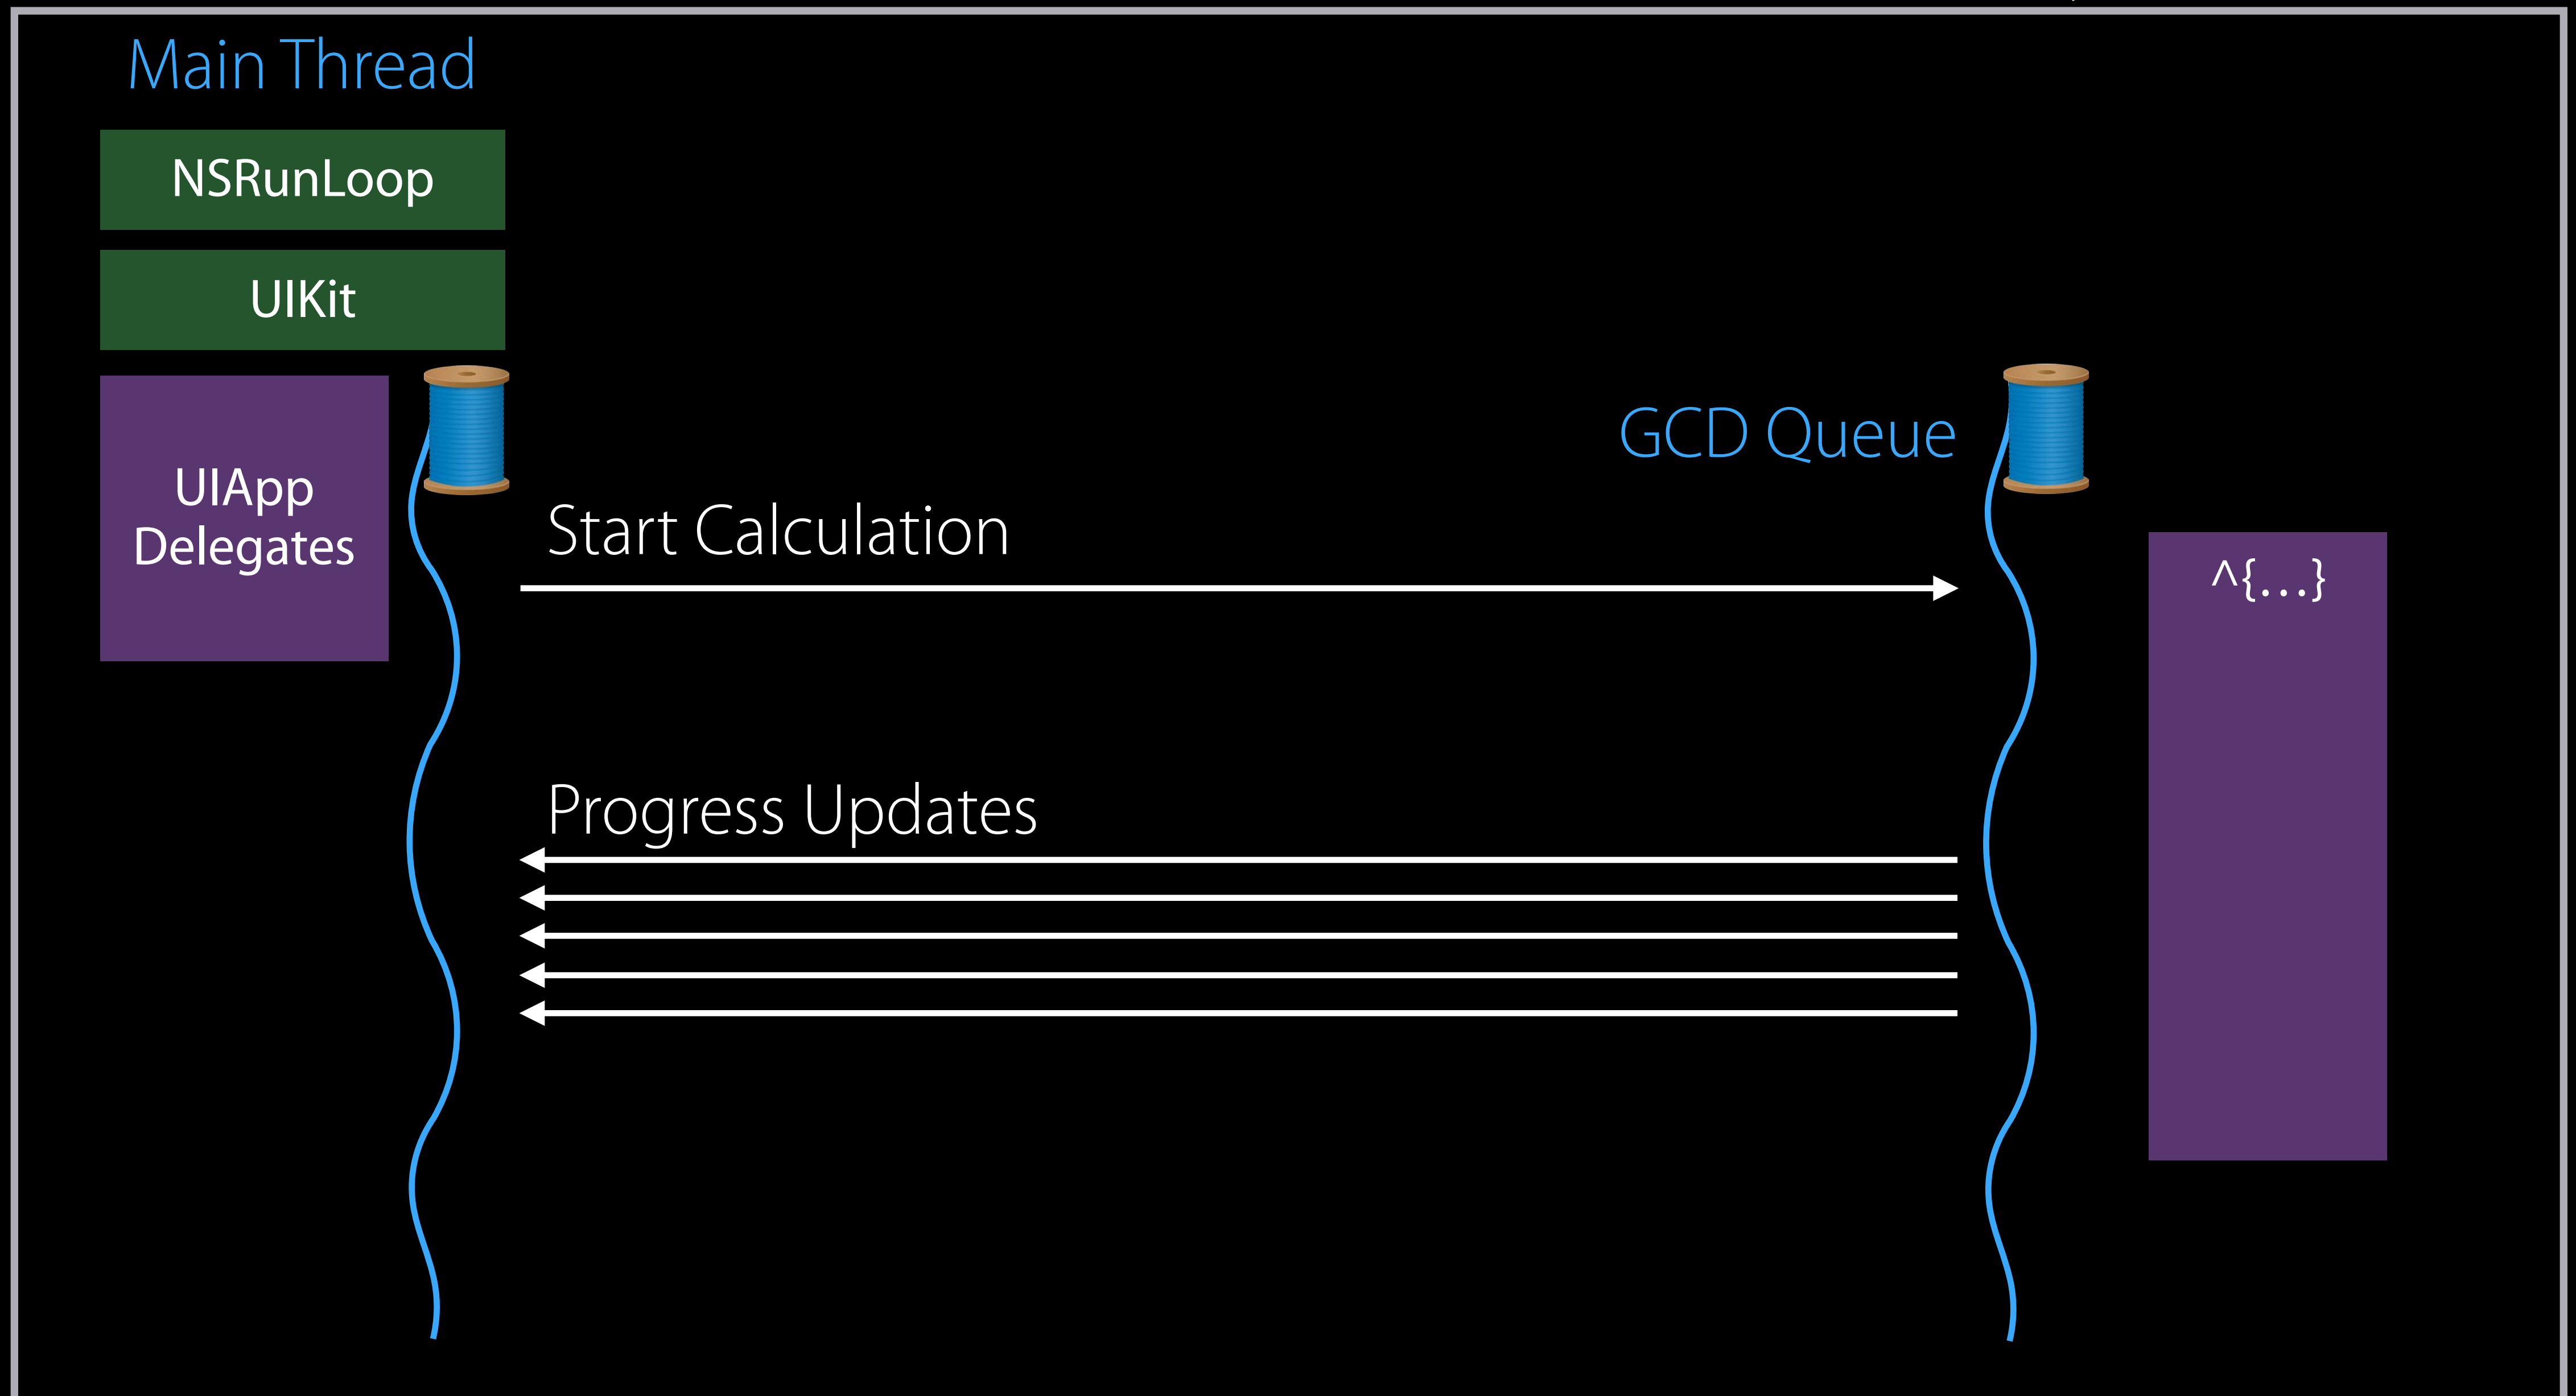 Main Thread
NSRunLoop
UIKit
UIApp
Delegates
GCD Queue
Start Calculation
^{…}
Progress Updates